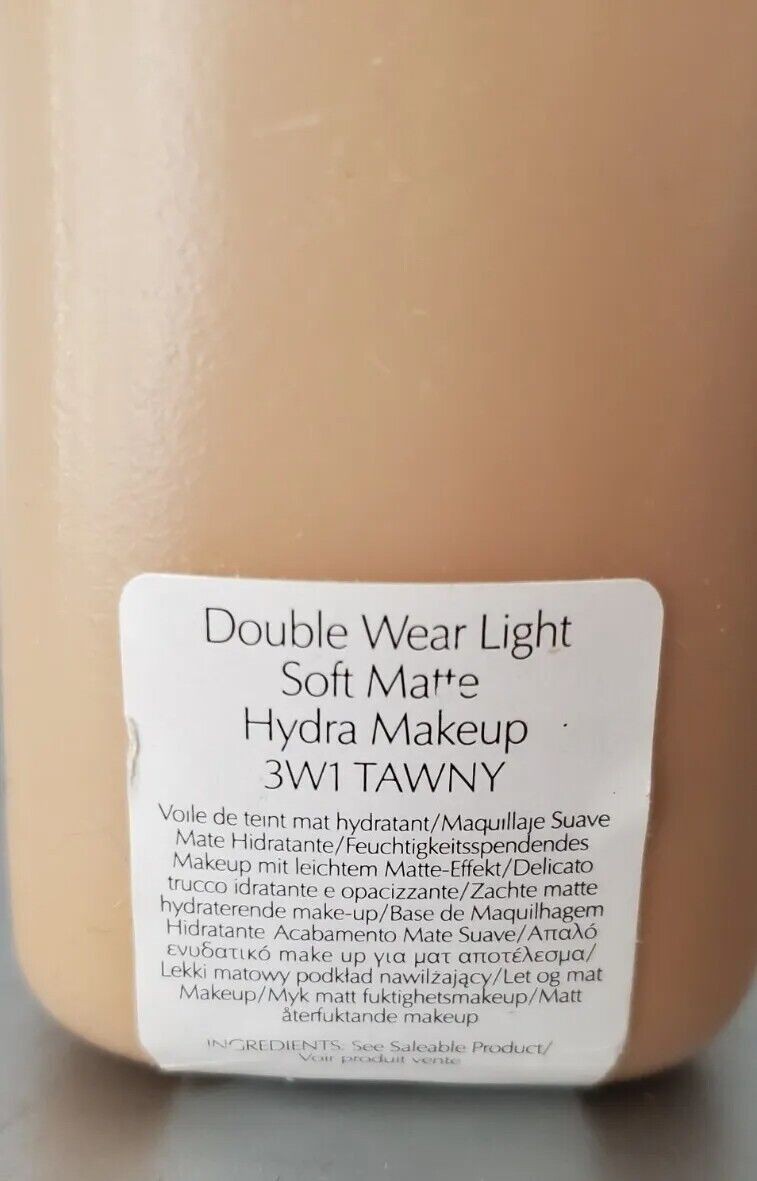 Double Wear Light
Soft Matte
Hydra Makeup
3W1 TAWNY
Voile de teint mat hydratant/Maquillaje Suave
Mate Hidratante/Feuchtigkeitsspendendes
Makeup mit leichtem Matte-Effekt/Delicato
trucco idratante e opacizzante/Zachte matte
hydraterende make-up/Base de Maquilhagem
Hidratante Acabamento Mate Suave/Απαλό
ενυδατικό make up για ματ αποτέλεσμα/
Lekki matowy podkład nawilżający/Let og mat
Makeup/Myk matt fuktighetsmakeup/Matt
återfuktande makeup
INGREDIENTS: See Saleable Product/
Voir produit vente